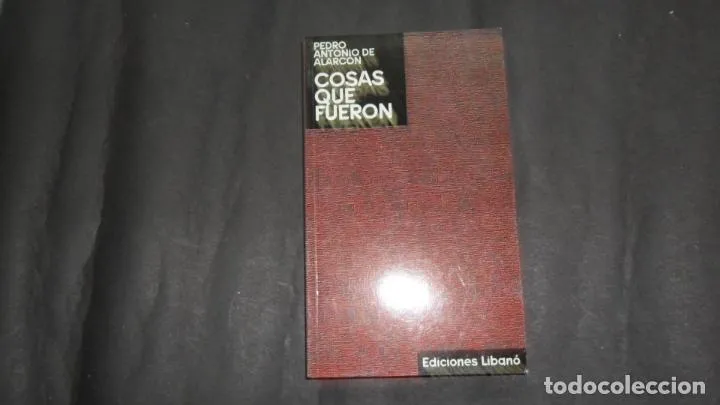 PEDRO
ANTONIO DE
ALARCON
COSAS
QUE
FUERON
Ediciones Libanó
todocoleccion